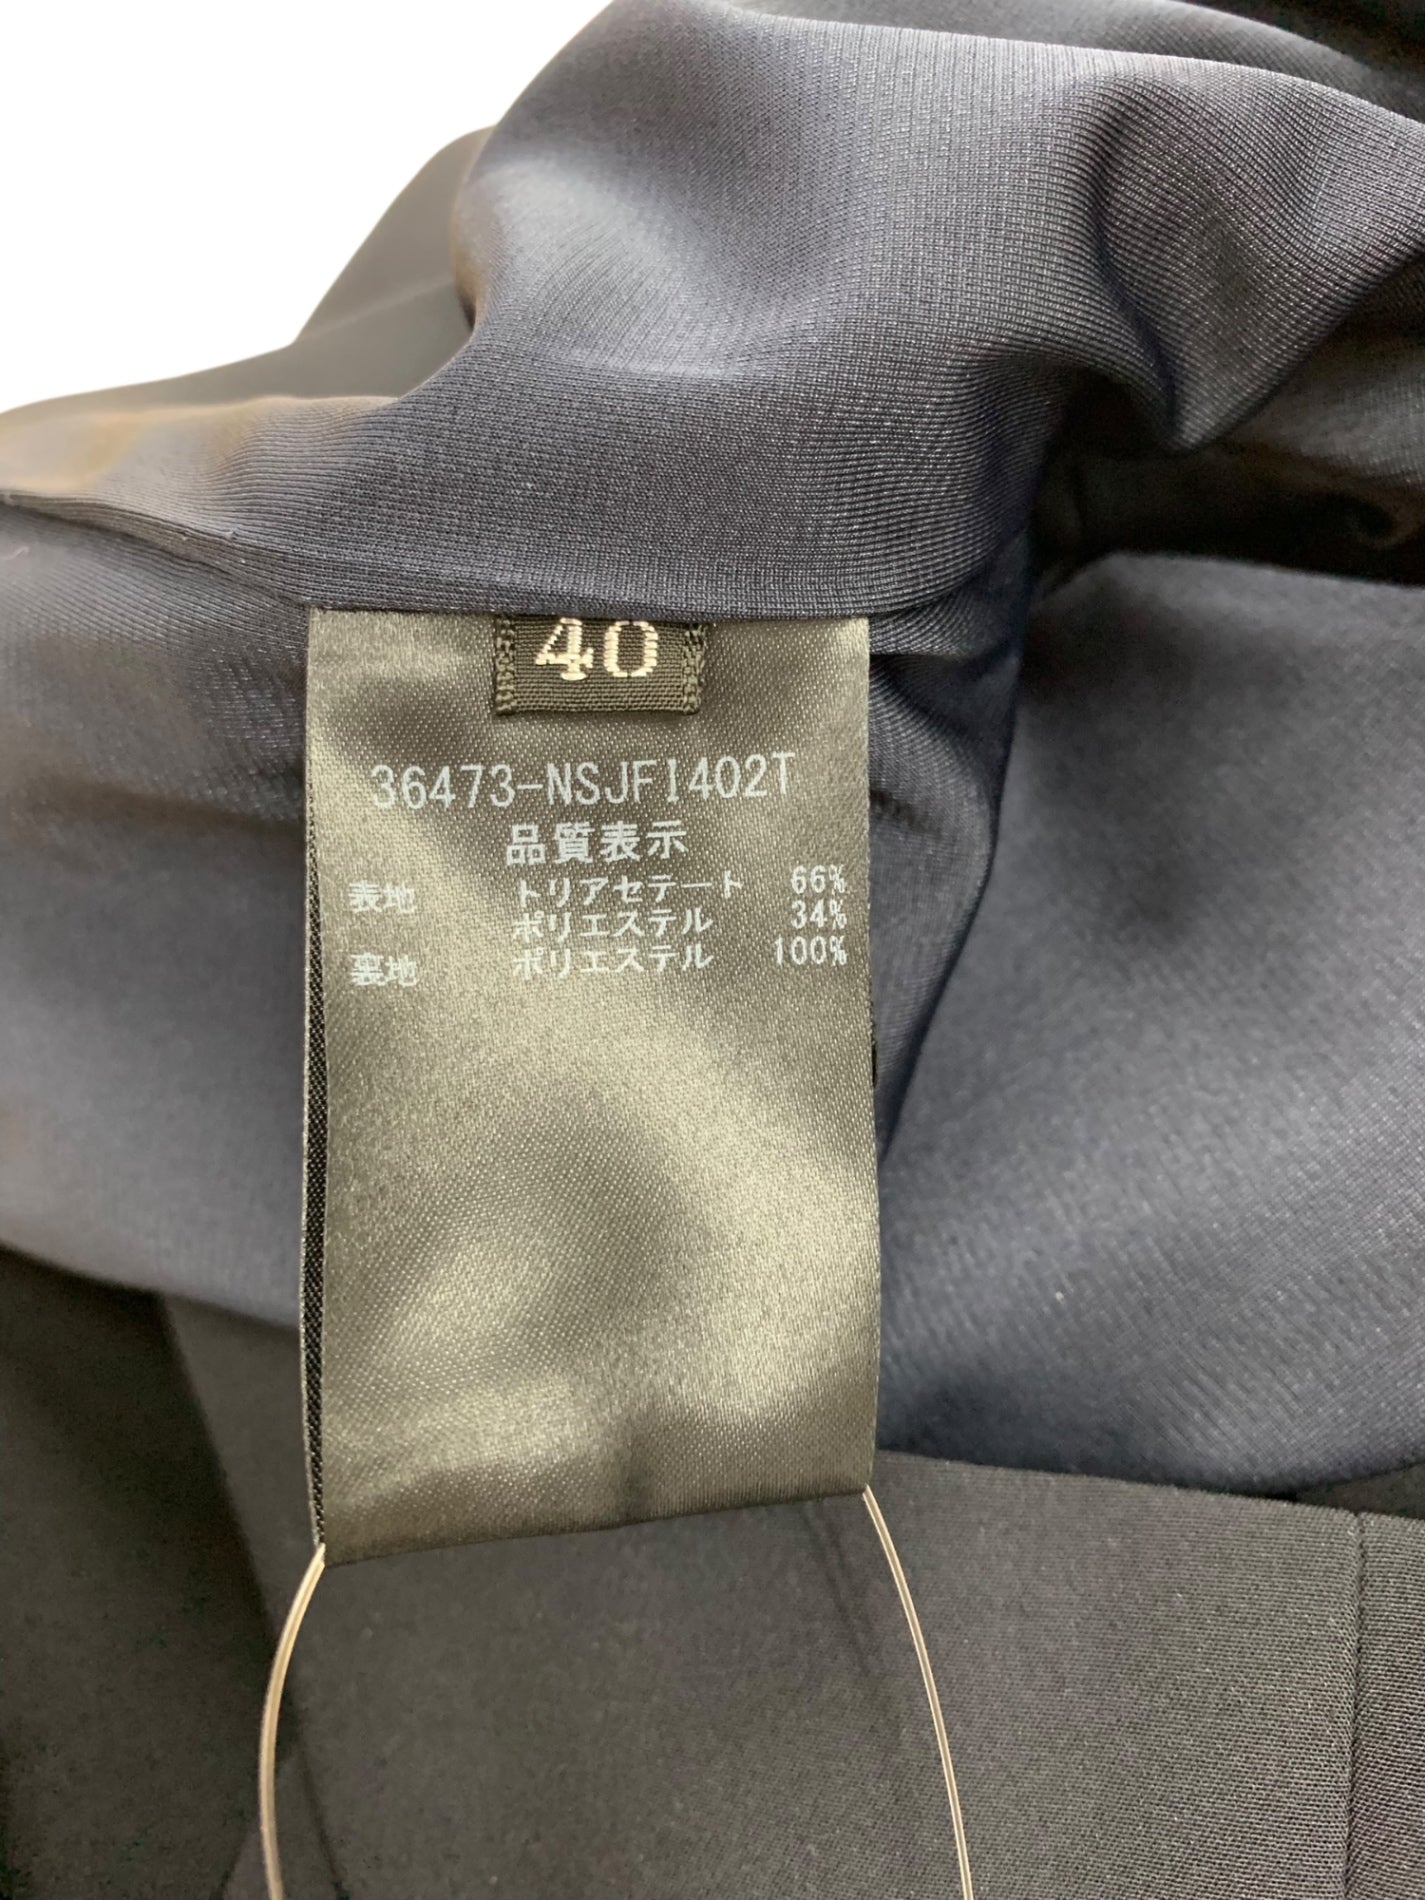 40
36473-NSJF1402T
品質表示
表地 トリアセテート 66%
ポリエステル 34%
裏地 ポリエステル 100%